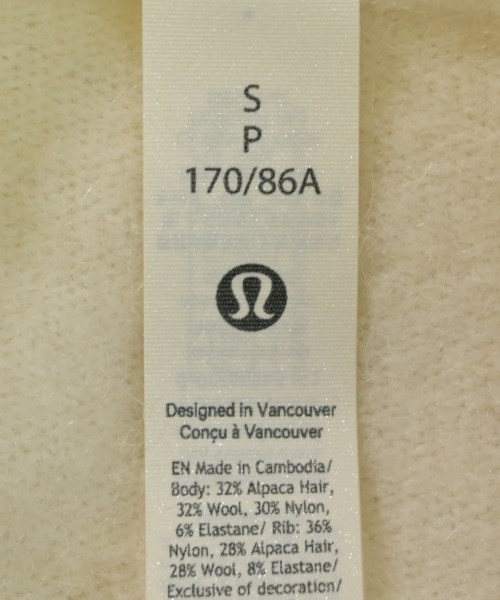 S
P
170/86A
Designed in Vancouver
Conçu à Vancouver
EN Made in Cambodia/
Body: 32% Alpaca Hair,
32% Wool, 30% Nylon,
6% Elastane/ Rib: 36%
Nylon, 28% Alpaca Hair,
28% Wool, 8% Elastane/
Exclusive of decoration/